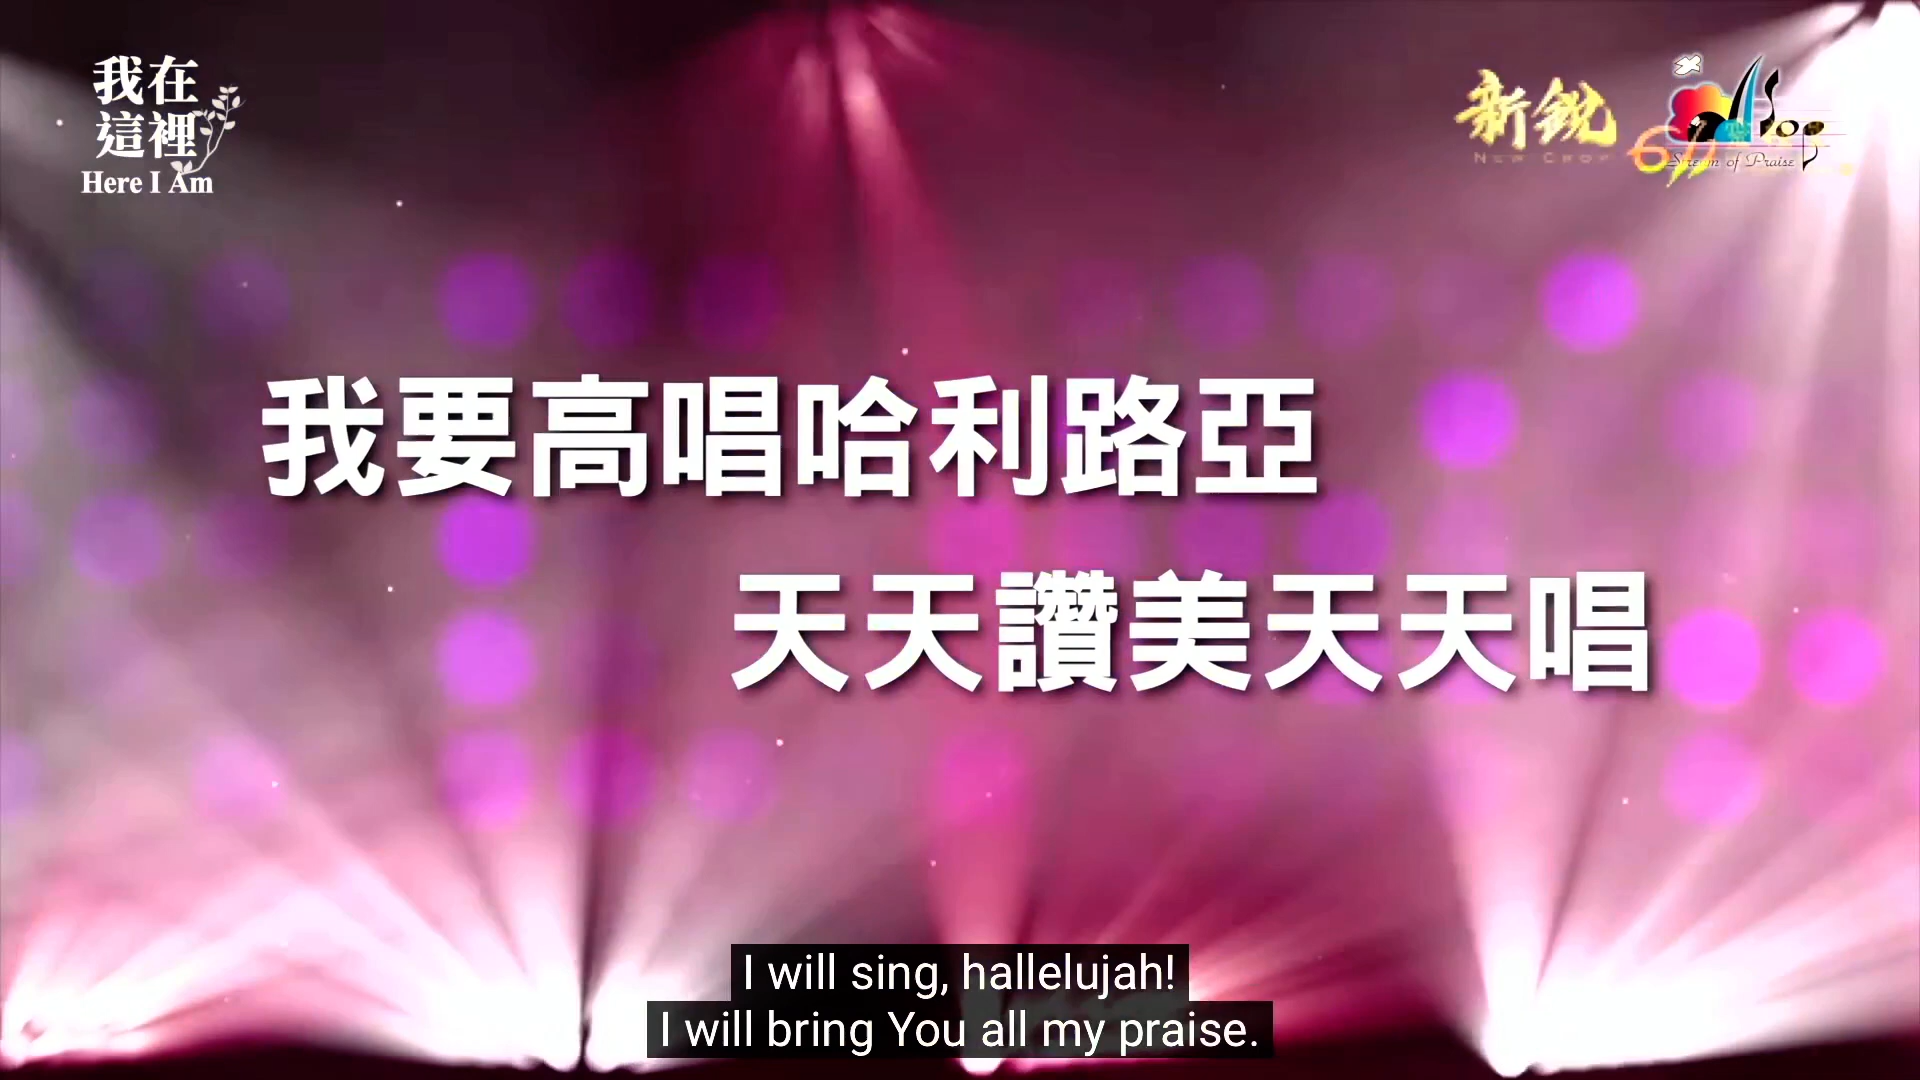 我在
這裡
Here I Am
新銳
NEW CHO
Stream of Praise
我要高唱哈利路亞
天天讚美天天唱
I will sing, hallelujah!
I will bring You all my praise.